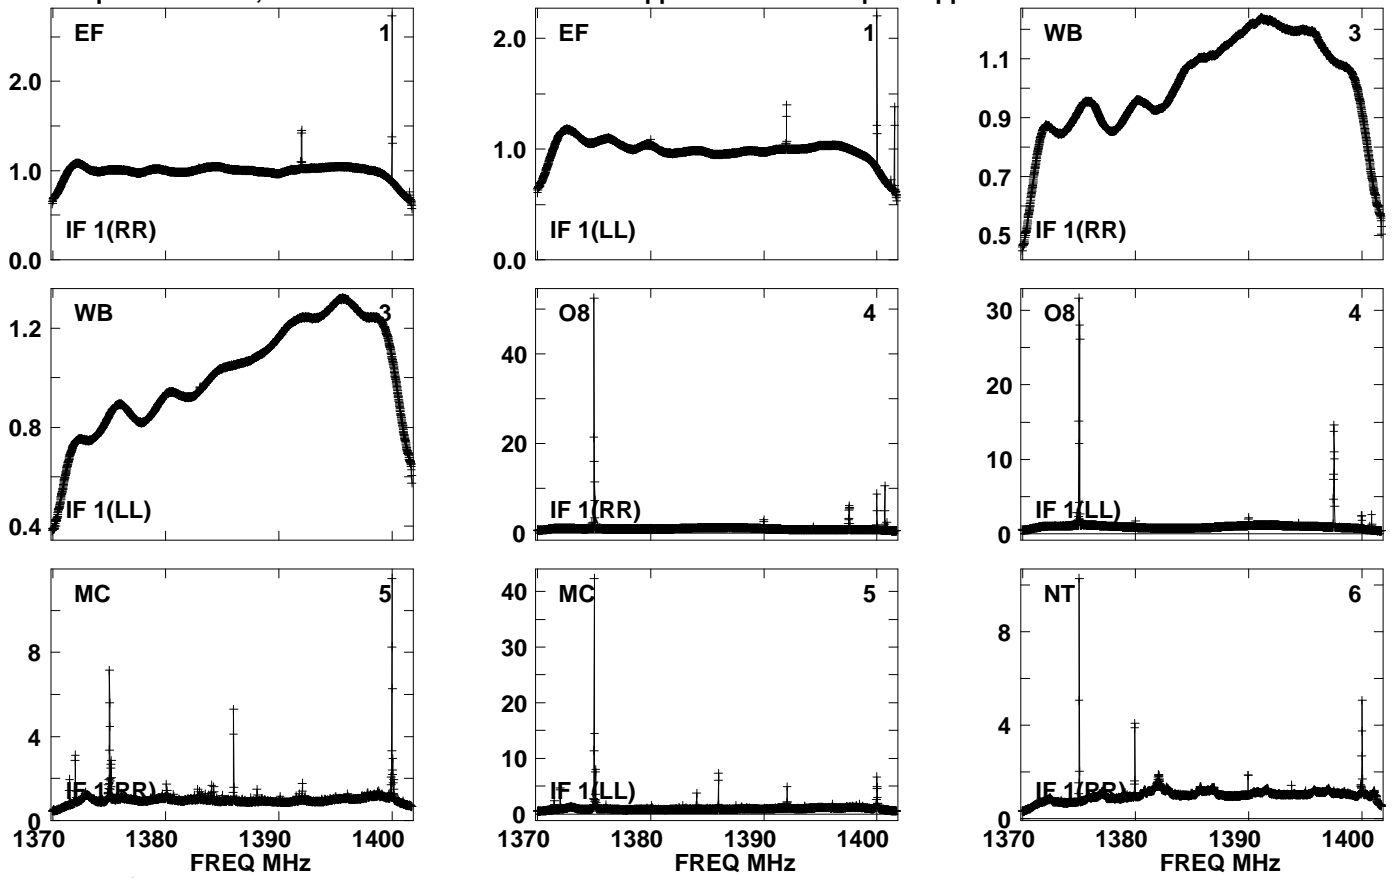 EF 1
2.0
1.0
0.0
IF 1(RR)
EF 1
2.0
1.0
0.0
IF 1(LL)
WB 3
1.1
0.9
0.7
0.5
IF 1(RR)
WB 3
1.2
0.8
0.4
IF 1(LL)
O8 4
40
20
0
IF 1(RR)
O8 4
30
20
10
0
IF 1(LL)
MC 5
8
4
0
IF 1(RR)
1370 1380 1390 1400
FREQ MHz
MC 5
40
30
20
10
0
IF 1(LL)
1370 1380 1390 1400
FREQ MHz
NT 6
8
4
0
IF 1(RR)
1370 1380 1390 1400
FREQ MHz